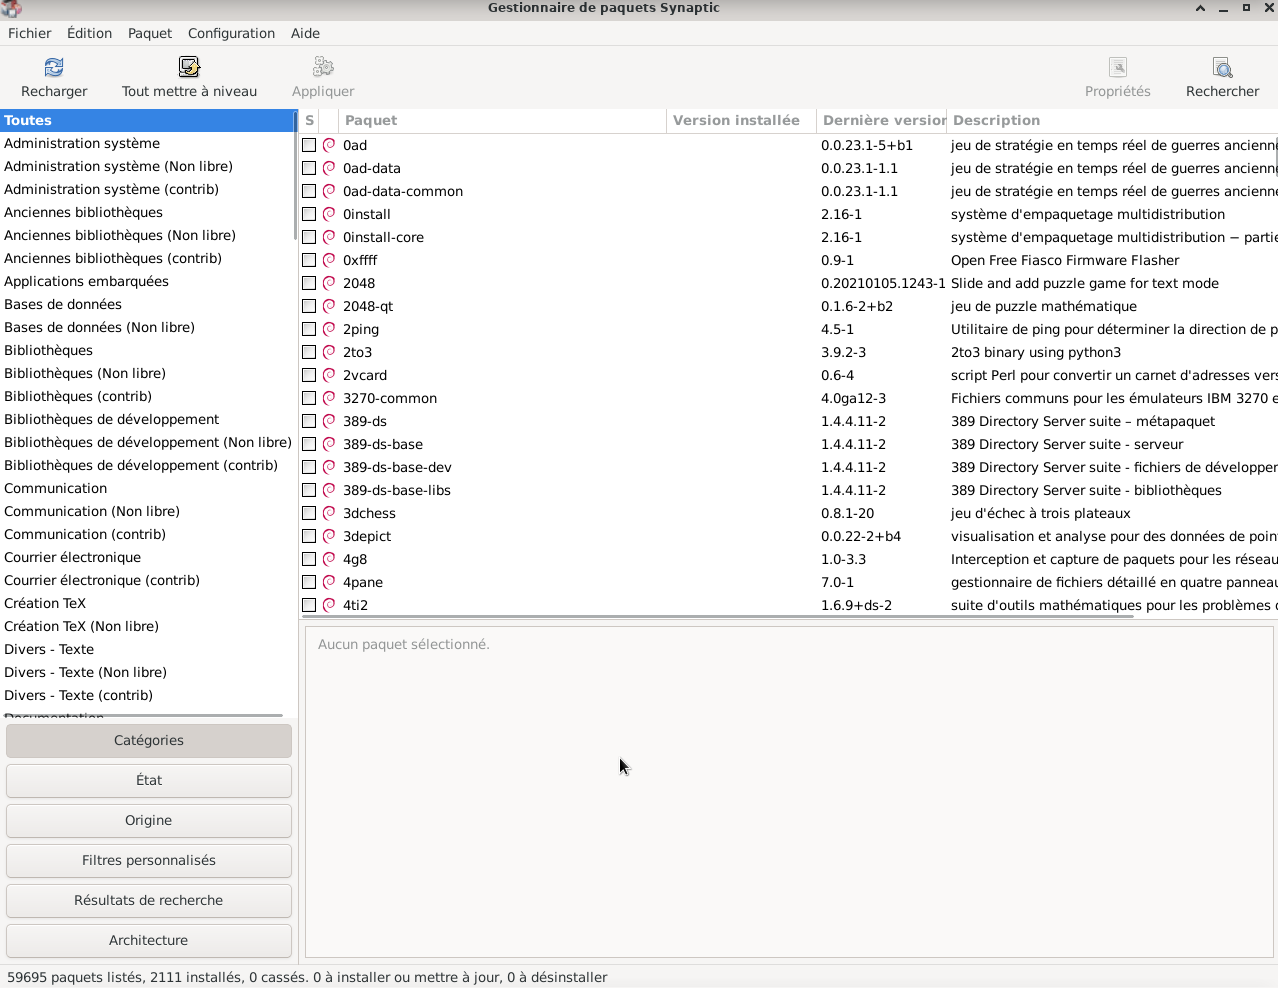 Gestionnaire de paquets Synaptic
Fichier Édition Paquet Configuration Aide
Recharger Tout mettre à niveau Appliquer Propriétés Rechercher
Toutes
Administration système
Administration système (Non libre)
Administration système (contrib)
Anciennes bibliothèques
Anciennes bibliothèques (Non libre)
Anciennes bibliothèques (contrib)
Applications embarquées
Bases de données
Bases de données (Non libre)
Bibliothèques
Bibliothèques (Non libre)
Bibliothèques (contrib)
Bibliothèques de développement
Bibliothèques de développement (Non libre)
Bibliothèques de développement (contrib)
Communication
Communication (Non libre)
Communication (contrib)
Courrier électronique
Courrier électronique (contrib)
Création TeX
Création TeX (Non libre)
Divers - Texte
Divers - Texte (Non libre)
Divers - Texte (contrib)
Documentation
Catégories
État
Origine
Filtres personnalisés
Résultats de recherche
Architecture
S Paquet Version installée Dernière version Description
0ad 0.0.23.1-5+b1 jeu de stratégie en temps réel de guerres ancienne
0ad-data 0.0.23.1-1.1 jeu de stratégie en temps réel de guerres ancienne
0ad-data-common 0.0.23.1-1.1 jeu de stratégie en temps réel de guerres ancienne
0install 2.16-1 système d'empaquetage multidistribution
0install-core 2.16-1 système d'empaquetage multidistribution − partie
0xffff 0.9-1 Open Free Fiasco Firmware Flasher
2048 0.20210105.1243-1 Slide and add puzzle game for text mode
2048-qt 0.1.6-2+b2 jeu de puzzle mathématique
2ping 4.5-1 Utilitaire de ping pour déterminer la direction de p
2to3 3.9.2-3 2to3 binary using python3
2vcard 0.6-4 script Perl pour convertir un carnet d'adresses vers
3270-common 4.0ga12-3 Fichiers communs pour les émulateurs IBM 3270 e
389-ds 1.4.4.11-2 389 Directory Server suite – métapaquet
389-ds-base 1.4.4.11-2 389 Directory Server suite - serveur
389-ds-base-dev 1.4.4.11-2 389 Directory Server suite - fichiers de développer
389-ds-base-libs 1.4.4.11-2 389 Directory Server suite - bibliothèques
3dchess 0.8.1-20 jeu d'échec à trois plateaux
3depict 0.0.22-2+b4 visualisation et analyse pour des données de poin
4g8 1.0-3.3 Interception et capture de paquets pour les réseau
4pane 7.0-1 gestionnaire de fichiers détaillé en quatre panneau
4ti2 1.6.9+ds-2 suite d'outils mathématiques pour les problèmes d
Aucun paquet sélectionné.
59695 paquets listés, 2111 installés, 0 cassés. 0 à installer ou mettre à jour, 0 à désinstaller